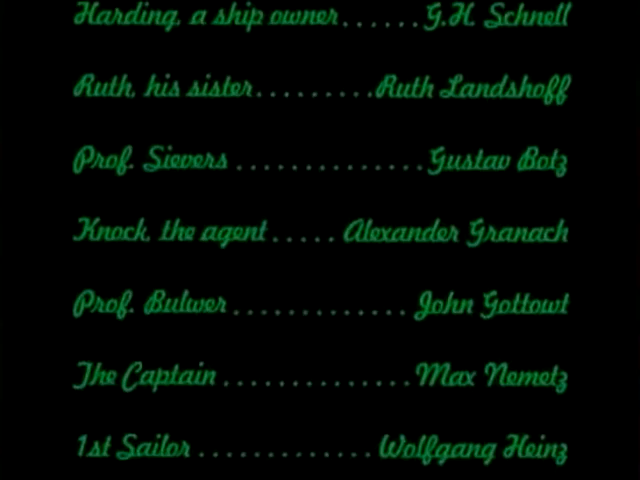 Harding, a ship owner......G.H. Schnell
Ruth, his sister.........Ruth Landshoff
Prof. Sievers .............Gustav Botz
Knock, the agent ..... Alexander Granach
Prof. Bulwer ............. John Gottowt
The Captain ..............Max Nemetz
1st Sailor .............Wolfgang Heinz